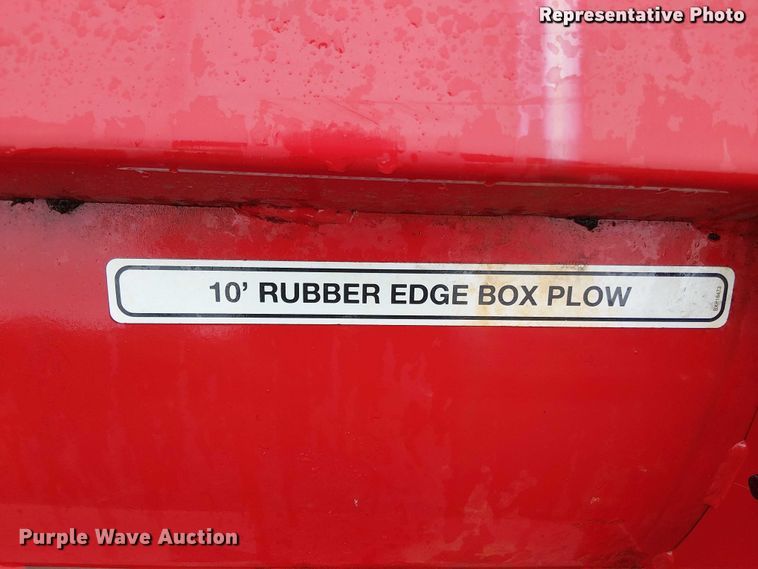 Representative Photo
10' RUBBER EDGE BOX PLOW
Purple Wave Auction®